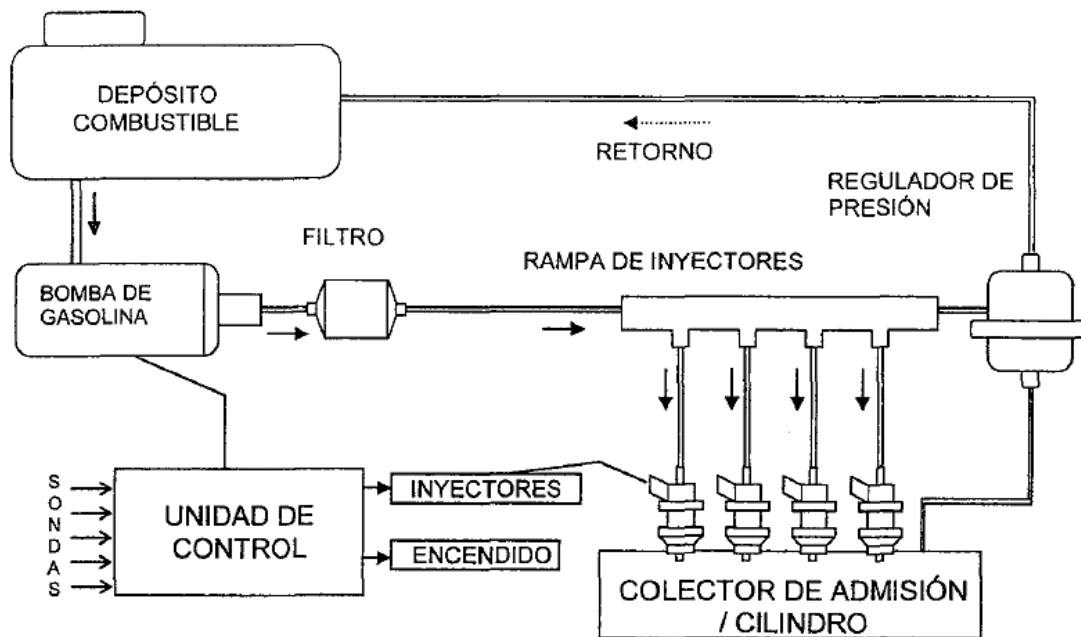 DEPÓSITO
COMBUSTIBLE
RETORNO
REGULADOR DE
PRESIÓN
FILTRO
RAMPA DE INYECTORES
BOMBA DE
GASOLINA
SONDAS
UNIDAD DE
CONTROL
INYECTORES
ENCENDIDO
COLECTOR DE ADMISIÓN
/ CILINDRO